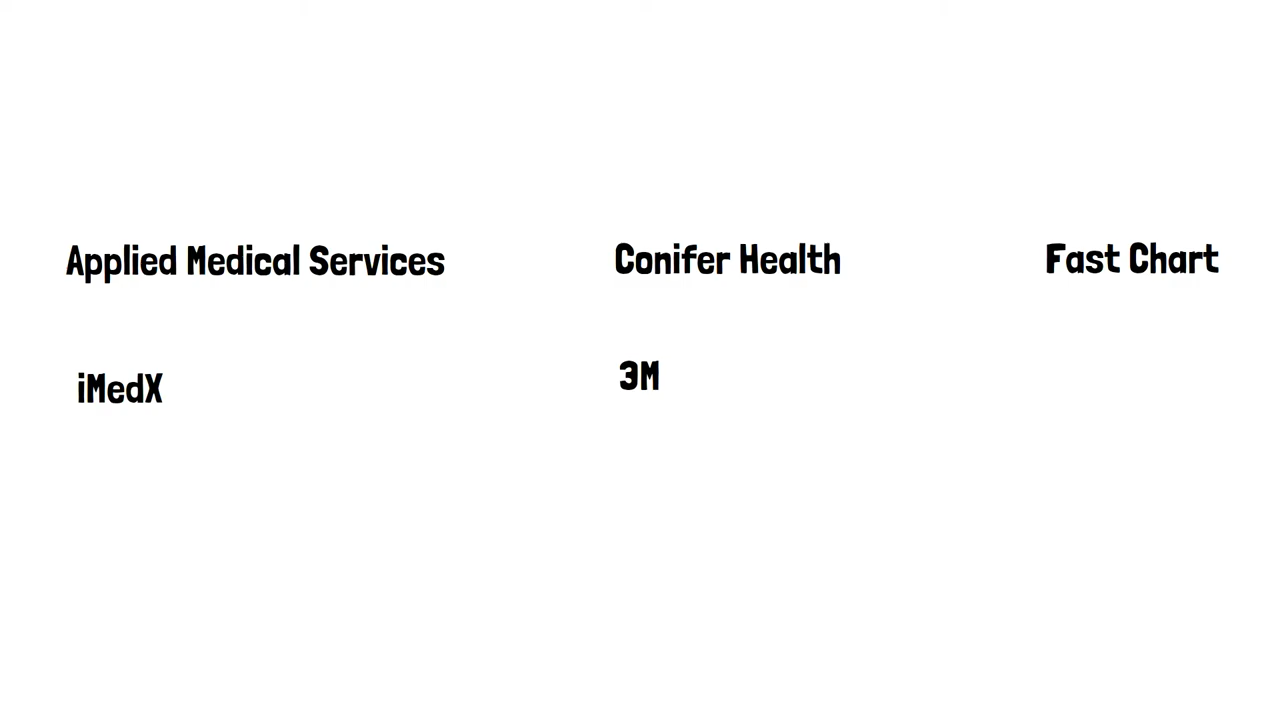 Applied Medical Services
Conifer Health
Fast Chart
iMedX
3M